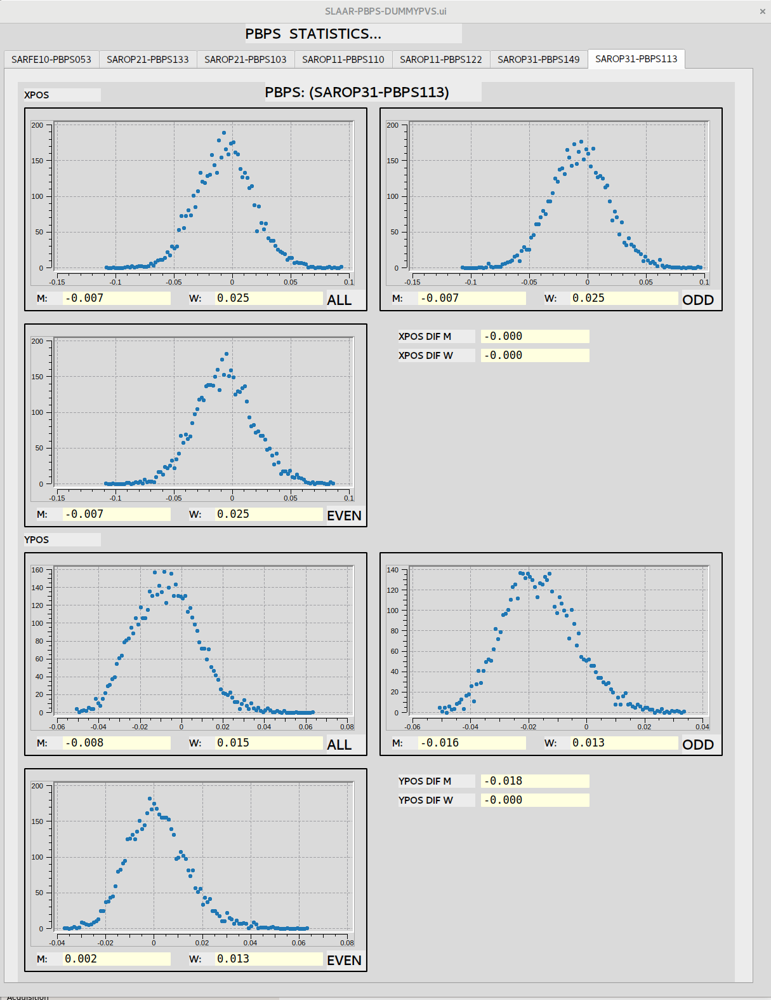 SLAAR-PBPS-DUMMYPVS.ui
×
PBPS STATISTICS...
SARFE10-PBPS053 SAROP21-PBPS133 SAROP21-PBPS103 SAROP11-PBPS110 SAROP11-PBPS122 SAROP31-PBPS149 SAROP31-PBPS113
PBPS: (SAROP31-PBPS113)
XPOS
200
150
100
50
0
-0.15 -0.1 -0.05 0 0.05 0.1
M: -0.007 W: 0.025 ALL
200
150
100
50
0
-0.15 -0.1 -0.05 0 0.05 0.1
M: -0.007 W: 0.025 ODD
200
150
100
50
0
-0.15 -0.1 -0.05 0 0.05 0.1
M: -0.007 W: 0.025 EVEN
XPOS DIF M -0.000
XPOS DIF W -0.000
YPOS
160
140
120
100
80
60
40
20
0
-0.06 -0.04 -0.02 0 0.02 0.04 0.06 0.08
M: -0.008 W: 0.015 ALL
140
120
100
80
60
40
20
0
-0.06 -0.04 -0.02 0 0.02 0.04
M: -0.016 W: 0.013 ODD
200
150
100
50
0
-0.04 -0.02 0 0.02 0.04 0.06 0.08
M: 0.002 W: 0.013 EVEN
YPOS DIF M -0.018
YPOS DIF W -0.000
Acquisition